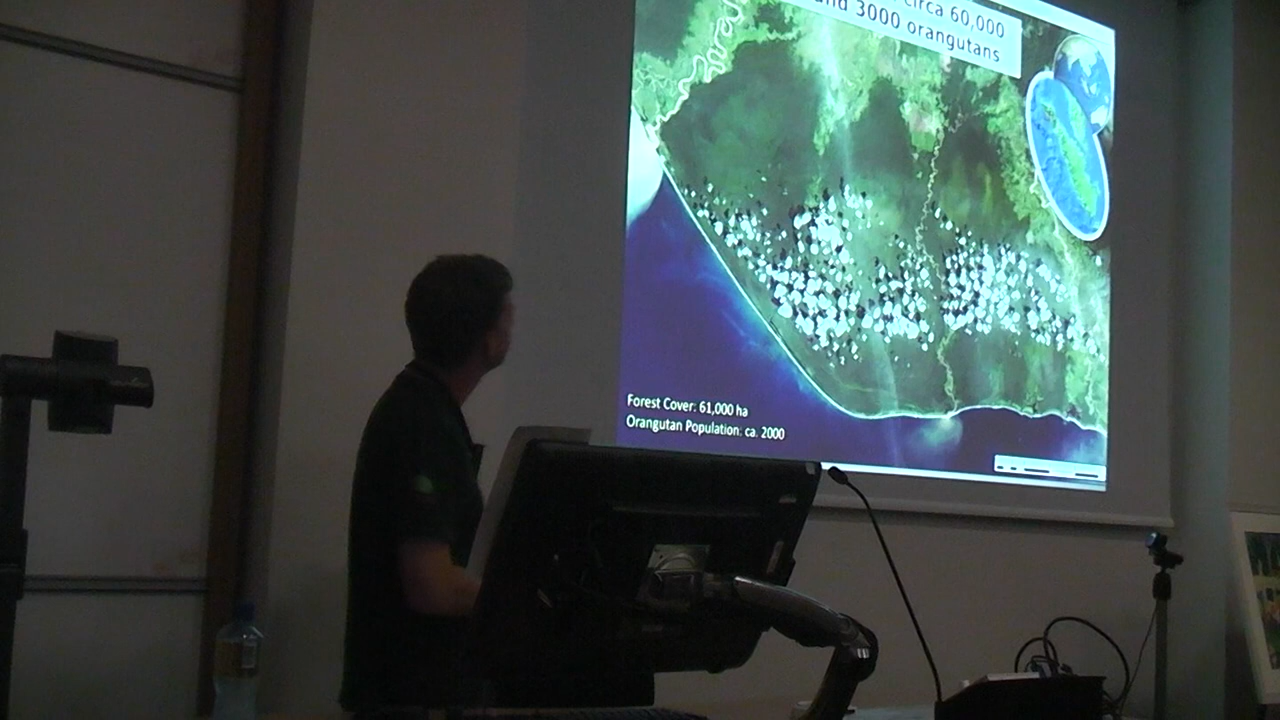 circa 60,000
and 3000 orangutans
Forest Cover: 61,000 ha
Orangutan Population: ca. 2000